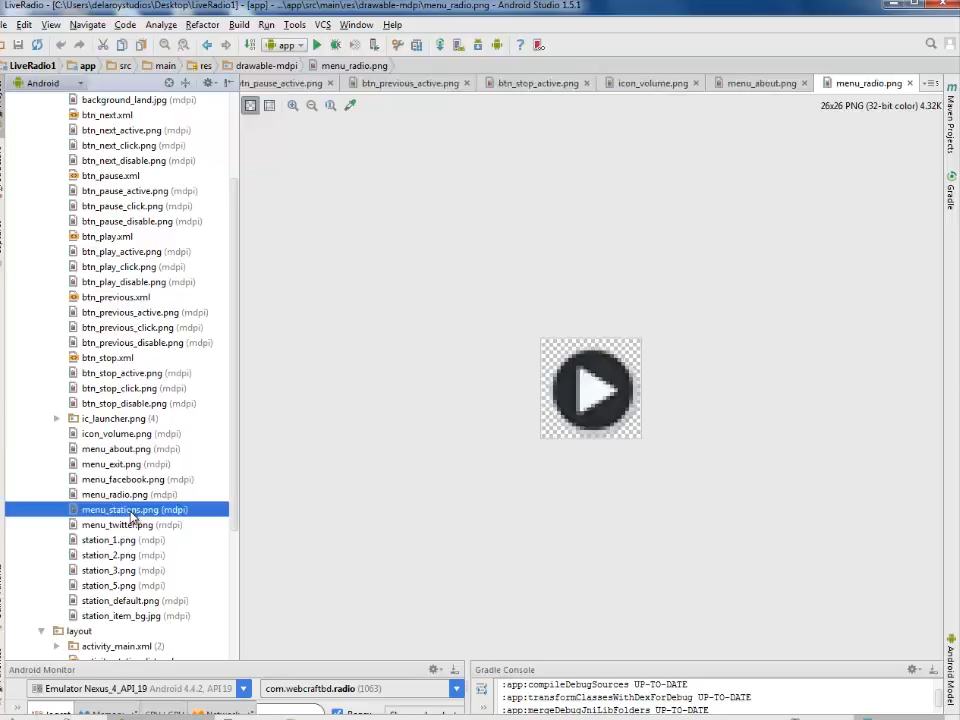 LiveRadio1 - [C:\Users\delaroystudios\Desktop\LiveRadio1] - [app] - ...\app\src\main\res\drawable-mdpi\menu_radio.png - Android Studio 1.5.1
Edit View Navigate Code Analyze Refactor Build Run Tools VCS Window Help
app
LiveRadio1 app src main res drawable-mdpi menu_radio.png
Android
btn_pause_active.png btn_previous_active.png btn_stop_active.png icon_volume.png menu_about.png menu_radio.png
26x26 PNG (32-bit color) 4.32K
background_land.jpg (mdpi)
btn_next.xml
btn_next_active.png (mdpi)
btn_next_click.png (mdpi)
btn_next_disable.png (mdpi)
btn_pause.xml
btn_pause_active.png (mdpi)
btn_pause_click.png (mdpi)
btn_pause_disable.png (mdpi)
btn_play.xml
btn_play_active.png (mdpi)
btn_play_click.png (mdpi)
btn_play_disable.png (mdpi)
btn_previous.xml
btn_previous_active.png (mdpi)
btn_previous_click.png (mdpi)
btn_previous_disable.png (mdpi)
btn_stop.xml
btn_stop_active.png (mdpi)
btn_stop_click.png (mdpi)
btn_stop_disable.png (mdpi)
ic_launcher.png (4)
icon_volume.png (mdpi)
menu_about.png (mdpi)
menu_exit.png (mdpi)
menu_facebook.png (mdpi)
menu_radio.png (mdpi)
menu_stations.png (mdpi)
menu_twitter.png (mdpi)
station_1.png (mdpi)
station_2.png (mdpi)
station_3.png (mdpi)
station_5.png (mdpi)
station_default.png (mdpi)
station_item_bg.jpg (mdpi)
layout
activity_main.xml (2)
Maven Projects
Gradle
Android Model
Android Monitor
Emulator Nexus_4_API_19 Android 4.4.2, API 19
com.webcraftbd.radio (1063)
Gradle Console
:app:compileDebugSources UP-TO-DATE
:app:transformClassesWithDexForDebug UP-TO-DATE
:app:mergeDebugJniLibFolders UP-TO-DATE